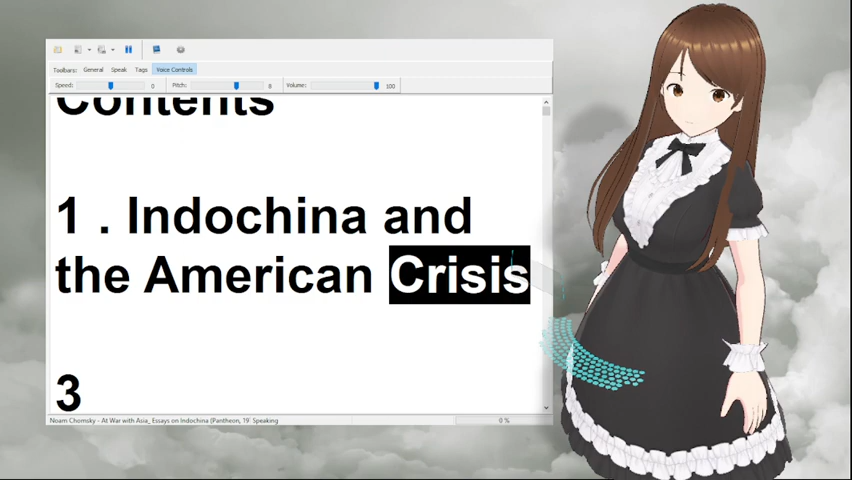 Toolbars: General Speak Tags Voice Controls
Speed: 0 Pitch: 8 Volume: 100
Contents
1 . Indochina and
the American Crisis
3
Noam Chomsky - At War with Asia_ Essays on Indochina (Pantheon, 19 Speaking 0 %